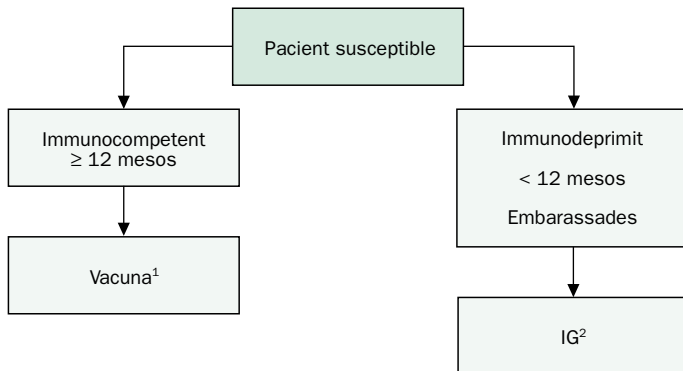 Pacient susceptible
Immunocompetent
≥ 12 mesos
Vacuna¹
Immunodeprimit
< 12 mesos
Embarassades
IG²